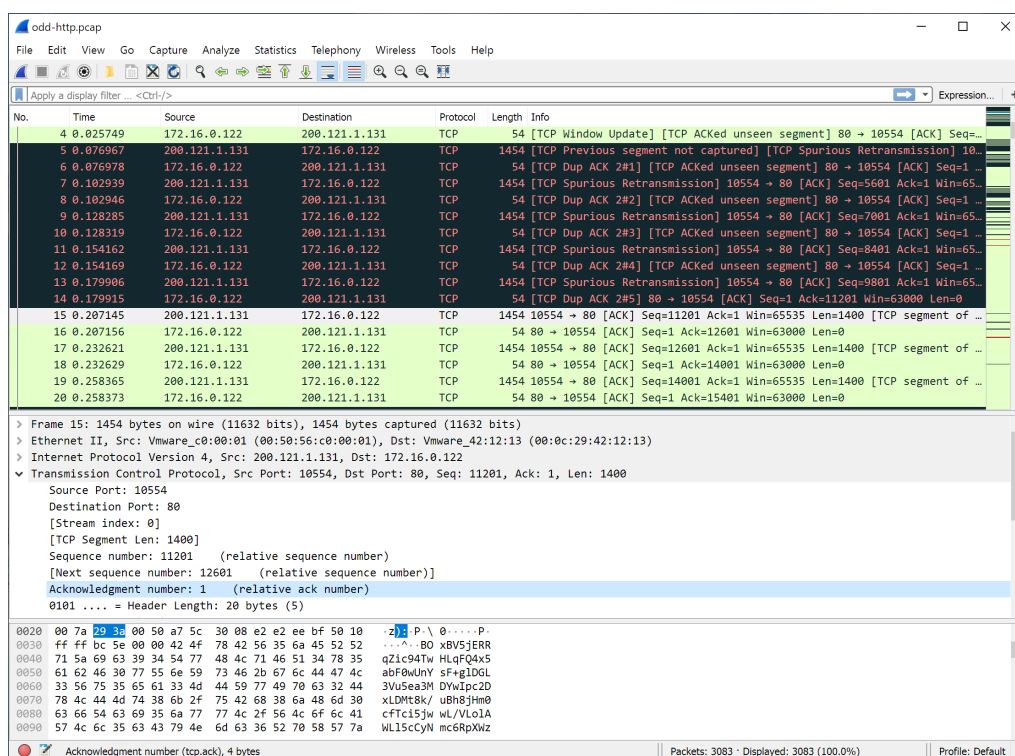 odd-http.pcap
File Edit View Go Capture Analyze Statistics Telephony Wireless Tools Help
Apply a display filter ... <Ctrl-/> Expression... +
No. Time Source Destination Protocol Length Info
4 0.025749 172.16.0.122 200.121.1.131 TCP 54 [TCP Window Update] [TCP ACKed unseen segment] 80 → 10554 [ACK] Seq=…
5 0.076967 200.121.1.131 172.16.0.122 TCP 1454 [TCP Previous segment not captured] [TCP Spurious Retransmission] 10…
6 0.076978 172.16.0.122 200.121.1.131 TCP 54 [TCP Dup ACK 2#1] [TCP ACKed unseen segment] 80 → 10554 [ACK] Seq=1 …
7 0.102939 200.121.1.131 172.16.0.122 TCP 1454 [TCP Spurious Retransmission] 10554 → 80 [ACK] Seq=5601 Ack=1 Win=65…
8 0.102946 172.16.0.122 200.121.1.131 TCP 54 [TCP Dup ACK 2#2] [TCP ACKed unseen segment] 80 → 10554 [ACK] Seq=1 …
9 0.128285 200.121.1.131 172.16.0.122 TCP 1454 [TCP Spurious Retransmission] 10554 → 80 [ACK] Seq=7001 Ack=1 Win=65…
10 0.128319 172.16.0.122 200.121.1.131 TCP 54 [TCP Dup ACK 2#3] [TCP ACKed unseen segment] 80 → 10554 [ACK] Seq=1 …
11 0.154162 200.121.1.131 172.16.0.122 TCP 1454 [TCP Spurious Retransmission] 10554 → 80 [ACK] Seq=8401 Ack=1 Win=65…
12 0.154169 172.16.0.122 200.121.1.131 TCP 54 [TCP Dup ACK 2#4] [TCP ACKed unseen segment] 80 → 10554 [ACK] Seq=1 …
13 0.179906 200.121.1.131 172.16.0.122 TCP 1454 [TCP Spurious Retransmission] 10554 → 80 [ACK] Seq=9801 Ack=1 Win=65…
14 0.179915 172.16.0.122 200.121.1.131 TCP 54 [TCP Dup ACK 2#5] 80 → 10554 [ACK] Seq=1 Ack=11201 Win=63000 Len=0
15 0.207145 200.121.1.131 172.16.0.122 TCP 1454 10554 → 80 [ACK] Seq=11201 Ack=1 Win=65535 Len=1400 [TCP segment of …
16 0.207156 172.16.0.122 200.121.1.131 TCP 54 80 → 10554 [ACK] Seq=1 Ack=12601 Win=63000 Len=0
17 0.232621 200.121.1.131 172.16.0.122 TCP 1454 10554 → 80 [ACK] Seq=12601 Ack=1 Win=65535 Len=1400 [TCP segment of …
18 0.232629 172.16.0.122 200.121.1.131 TCP 54 80 → 10554 [ACK] Seq=1 Ack=14001 Win=63000 Len=0
19 0.258365 200.121.1.131 172.16.0.122 TCP 1454 10554 → 80 [ACK] Seq=14001 Ack=1 Win=65535 Len=1400 [TCP segment of …
20 0.258373 172.16.0.122 200.121.1.131 TCP 54 80 → 10554 [ACK] Seq=1 Ack=15401 Win=63000 Len=0
Frame 15: 1454 bytes on wire (11632 bits), 1454 bytes captured (11632 bits)
Ethernet II, Src: Vmware_c0:00:01 (00:50:56:c0:00:01), Dst: Vmware_42:12:13 (00:0c:29:42:12:13)
Internet Protocol Version 4, Src: 200.121.1.131, Dst: 172.16.0.122
Transmission Control Protocol, Src Port: 10554, Dst Port: 80, Seq: 11201, Ack: 1, Len: 1400
Source Port: 10554
Destination Port: 80
[Stream index: 0]
[TCP Segment Len: 1400]
Sequence number: 11201 (relative sequence number)
[Next sequence number: 12601 (relative sequence number)]
Acknowledgment number: 1 (relative ack number)
0101 .... = Header Length: 20 bytes (5)
0020 00 7a 29 3a 00 50 a7 5c 30 08 e2 e2 ee bf 50 10 ·z):·P·\ 0·····P·
0030 ff ff bc 5e 00 00 42 4f 78 42 56 35 6a 45 52 52 ···^··BO xBV5jERR
0040 71 5a 69 63 39 34 54 77 48 4c 71 46 51 34 78 35 qZic94Tw HLqFQ4x5
0050 61 62 46 30 77 55 6e 59 73 46 2b 67 6c 44 47 4c abF0wUnY sF+glDGL
0060 33 56 75 35 65 61 33 4d 44 59 77 49 70 63 32 44 3Vu5ea3M DYwIpc2D
0070 78 4c 44 4d 74 38 6b 2f 75 42 68 38 6a 48 6d 30 xLDMt8k/ uBh8jHm0
0080 63 66 54 63 69 35 6a 77 77 4c 2f 56 4c 6f 6c 41 cfTci5jw wL/VLolA
0090 57 4c 6c 35 63 43 79 4e 6d 63 36 52 70 58 57 7a WLl5cCyN mc6RpXWz
Acknowledgment number (tcp.ack), 4 bytes Packets: 3083 · Displayed: 3083 (100.0%) Profile: Default